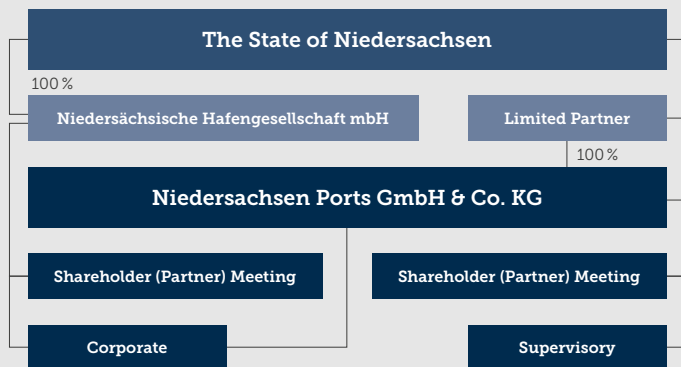 The State of Niedersachsen
100 %
Niedersächsische Hafengesellschaft mbH
Limited Partner
100 %
Niedersachsen Ports GmbH & Co. KG
Shareholder (Partner) Meeting
Shareholder (Partner) Meeting
Corporate
Supervisory